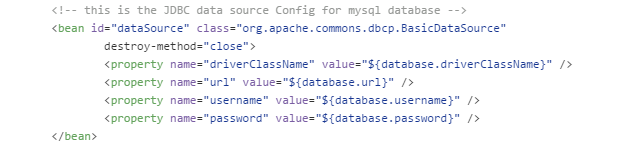 <!-- this is the JDBC data source Config for mysql database -->
<bean id="dataSource" class="org.apache.commons.dbcp.BasicDataSource"
destroy-method="close">
<property name="driverClassName" value="${database.driverClassName}" />
<property name="url" value="${database.url}" />
<property name="username" value="${database.username}" />
<property name="password" value="${database.password}" />
</bean>